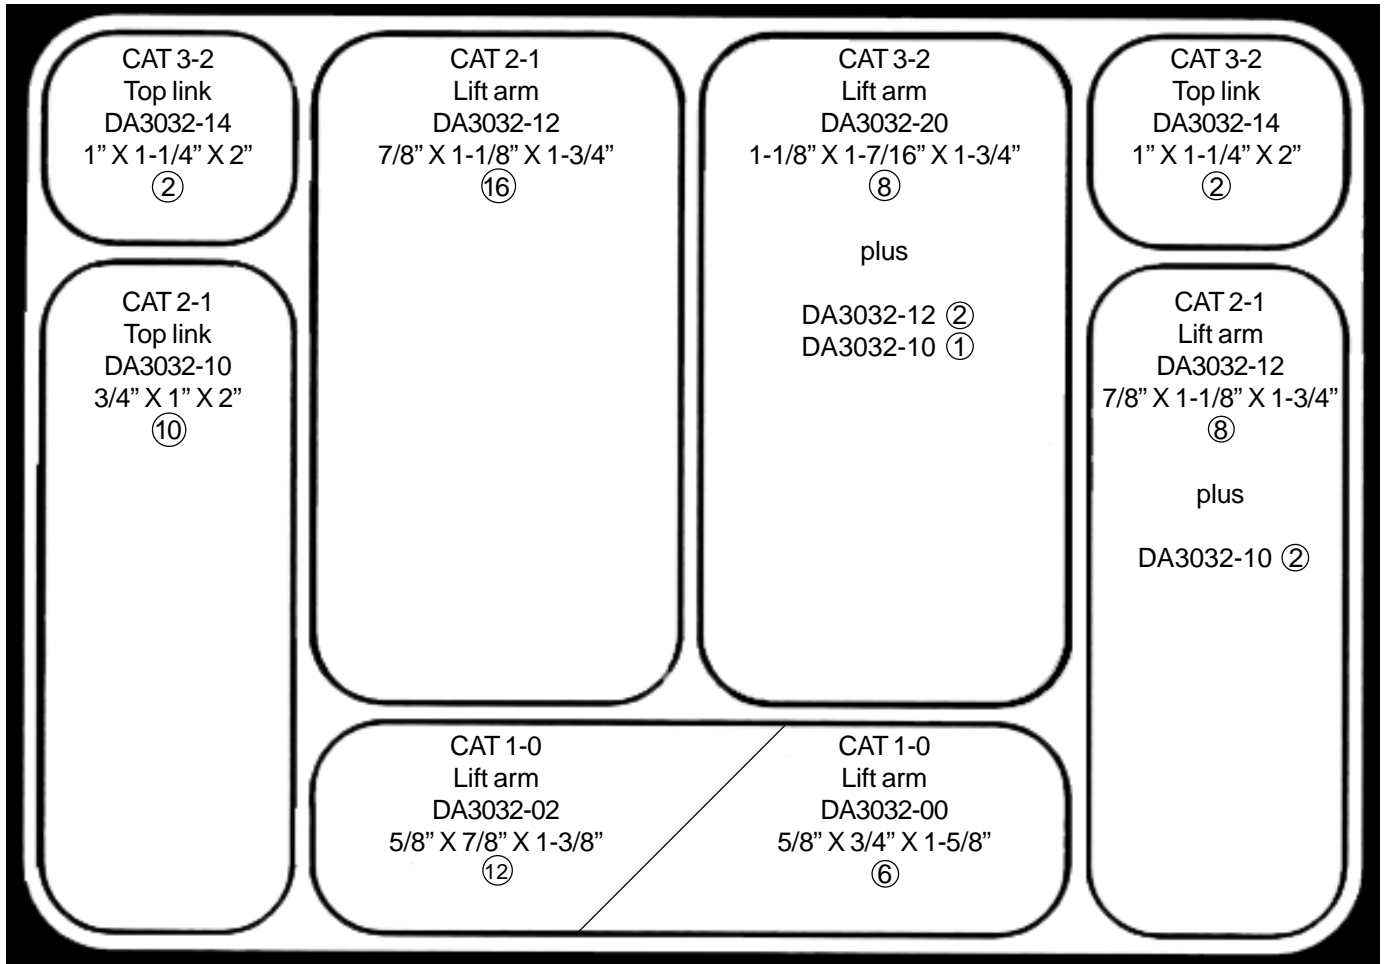 CAT 3-2
Top link
DA3032-14
1” X 1-1/4” X 2”
2
CAT 2-1
Top link
DA3032-10
3/4” X 1” X 2”
10
CAT 2-1
Lift arm
DA3032-12
7/8” X 1-1/8” X 1-3/4”
16
CAT 3-2
Lift arm
DA3032-20
1-1/8” X 1-7/16” X 1-3/4”
8
plus
DA3032-12 2
DA3032-10 1
CAT 3-2
Top link
DA3032-14
1” X 1-1/4” X 2”
2
CAT 2-1
Lift arm
DA3032-12
7/8” X 1-1/8” X 1-3/4”
8
plus
DA3032-10 2
CAT 1-0
Lift arm
DA3032-02
5/8” X 7/8” X 1-3/8”
12
CAT 1-0
Lift arm
DA3032-00
5/8” X 3/4” X 1-5/8”
6